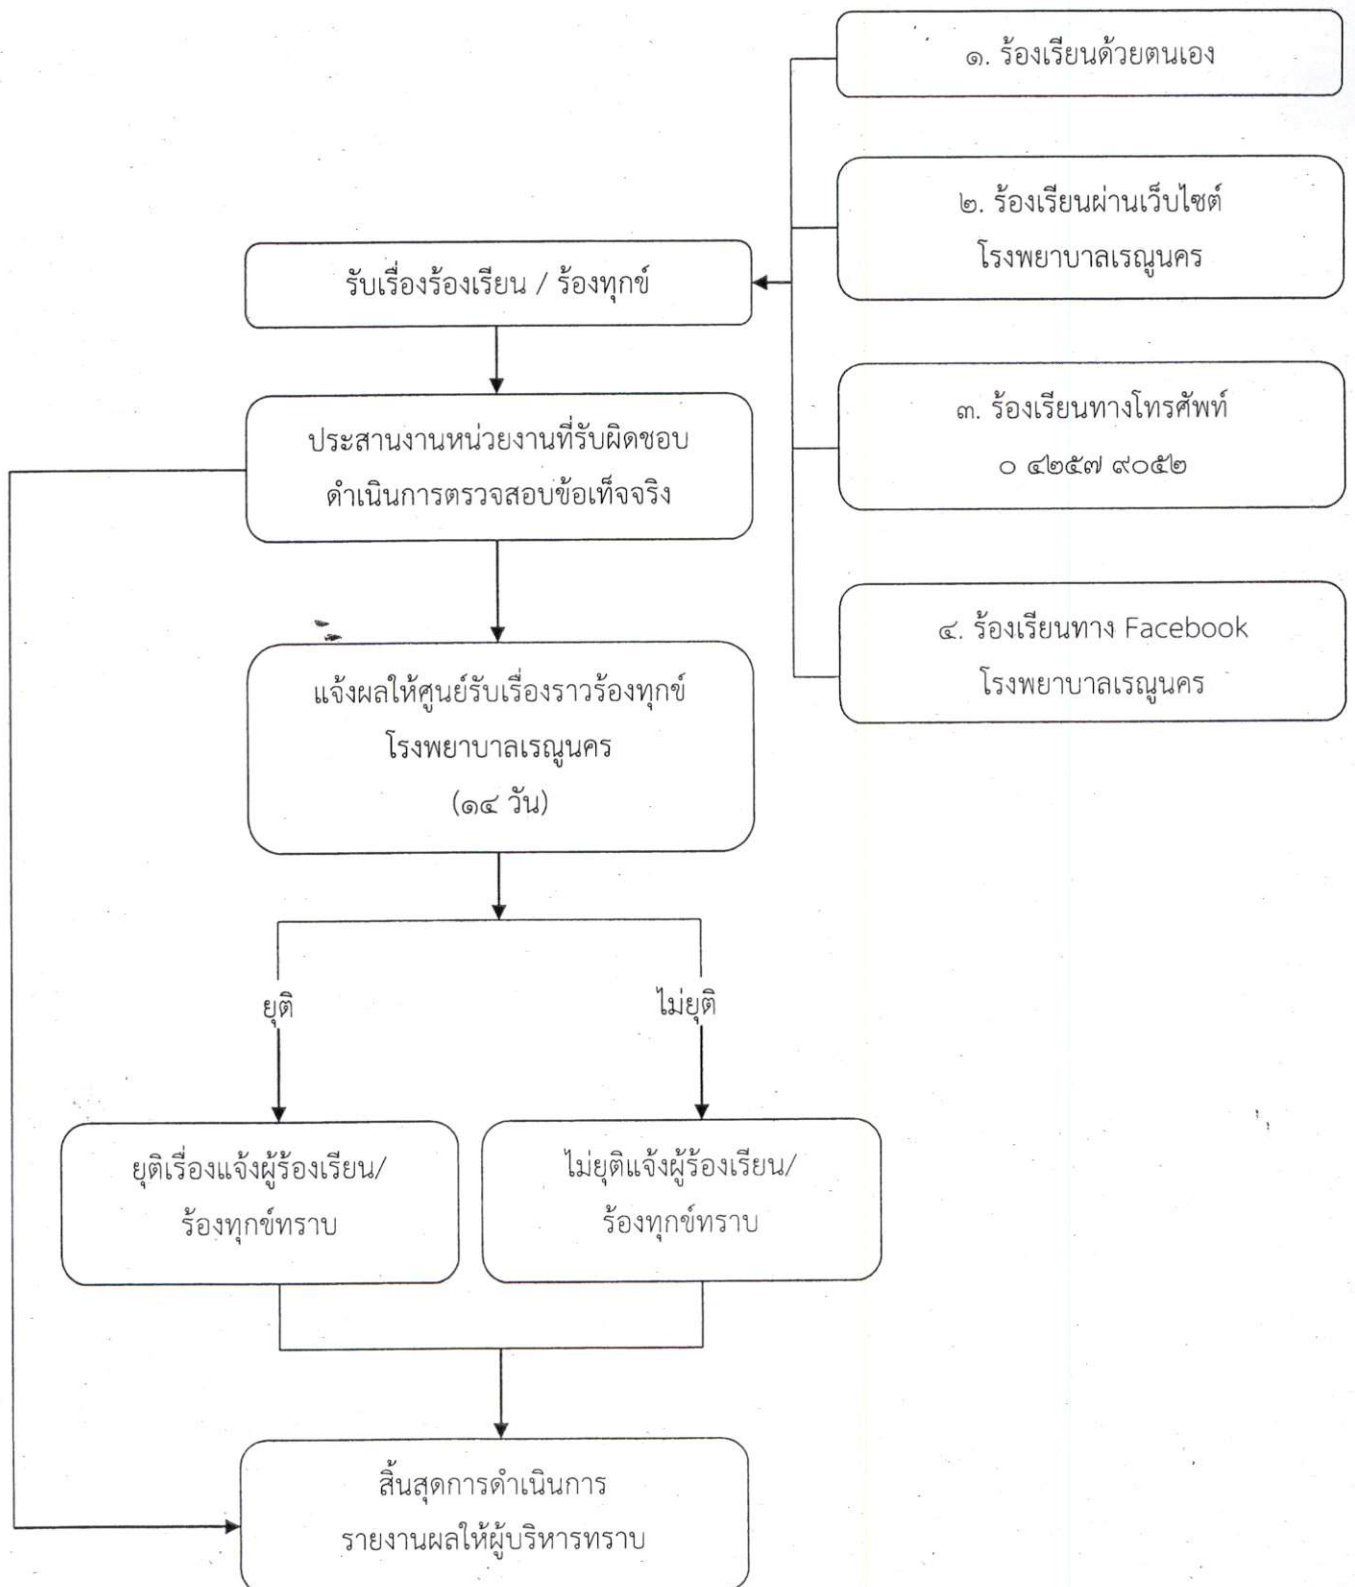 ๑. ร้องเรียนด้วยตนเอง
๒. ร้องเรียนผ่านเว็บไซต์
โรงพยาบาลเรณูนคร
๓. ร้องเรียนทางโทรศัพท์
๐ ๔๒๕๗ ๙๐๕๒
๔. ร้องเรียนทาง Facebook
โรงพยาบาลเรณูนคร
รับเรื่องร้องเรียน / ร้องทุกข์
ประสานงานหน่วยงานที่รับผิดชอบ
ดำเนินการตรวจสอบข้อเท็จจริง
แจ้งผลให้ศูนย์รับเรื่องราวร้องทุกข์
โรงพยาบาลเรณูนคร
(๑๔ วัน)
ยุติ
ไม่ยุติ
ยุติเรื่องแจ้งผู้ร้องเรียน/
ร้องทุกข์ทราบ
ไม่ยุติแจ้งผู้ร้องเรียน/
ร้องทุกข์ทราบ
สิ้นสุดการดำเนินการ
รายงานผลให้ผู้บริหารทราบ